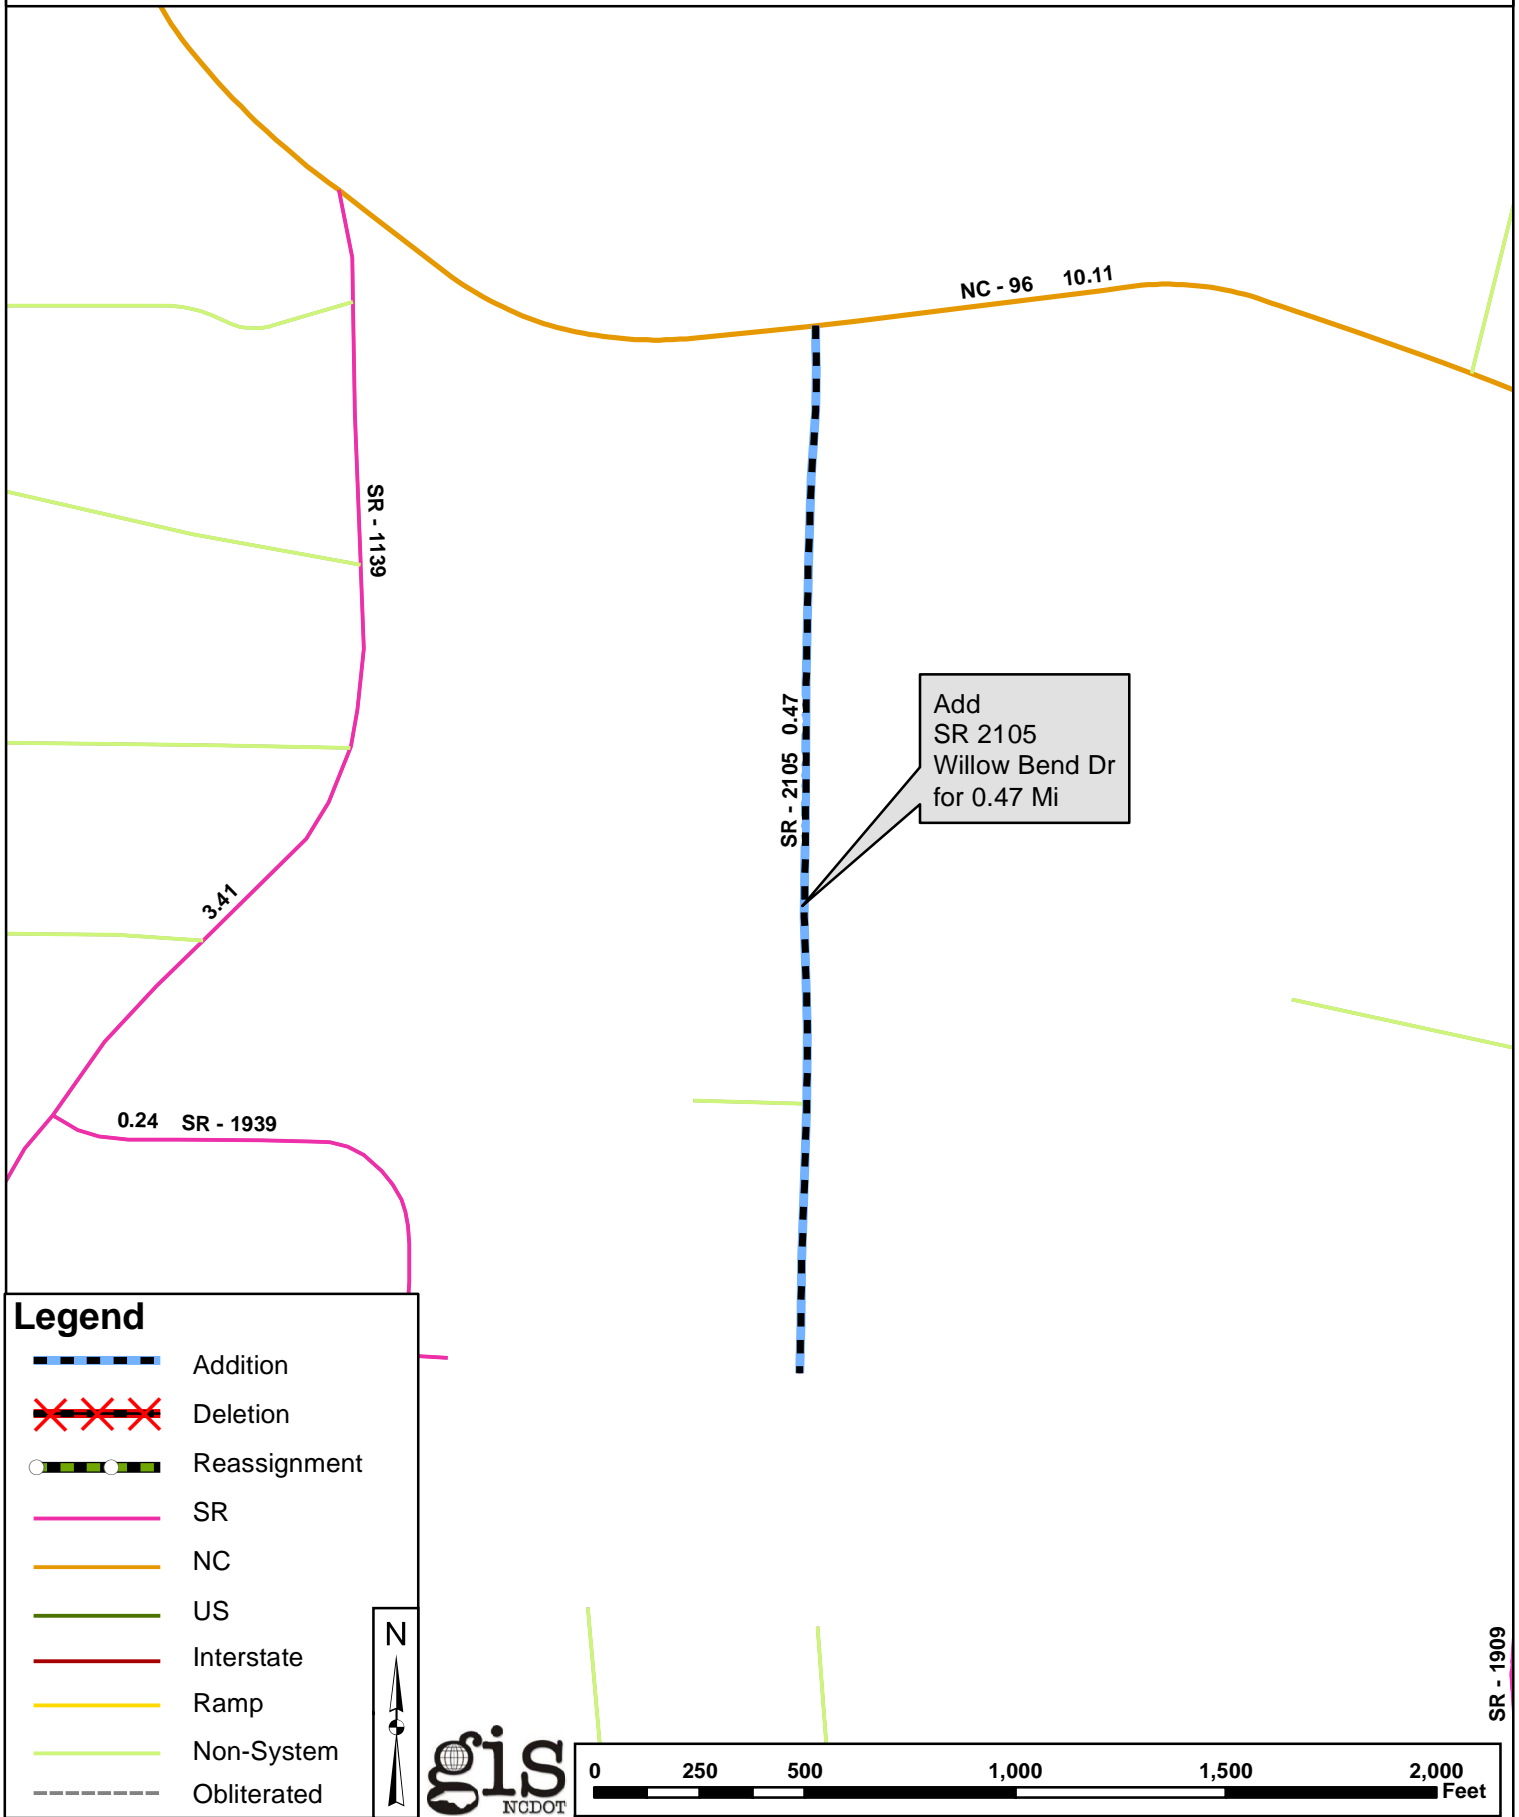 NC - 96 10.11
SR - 1139
SR - 2105 0.47
Add
SR 2105
Willow Bend Dr
for 0.47 Mi
3.41
0.24 SR - 1939
Legend
Addition
Deletion
Reassignment
SR
NC
US
Interstate
Ramp
Non-System
Obliterated
N
gis
NCDOT
0 250 500 1,000 1,500 2,000
Feet
SR - 1909